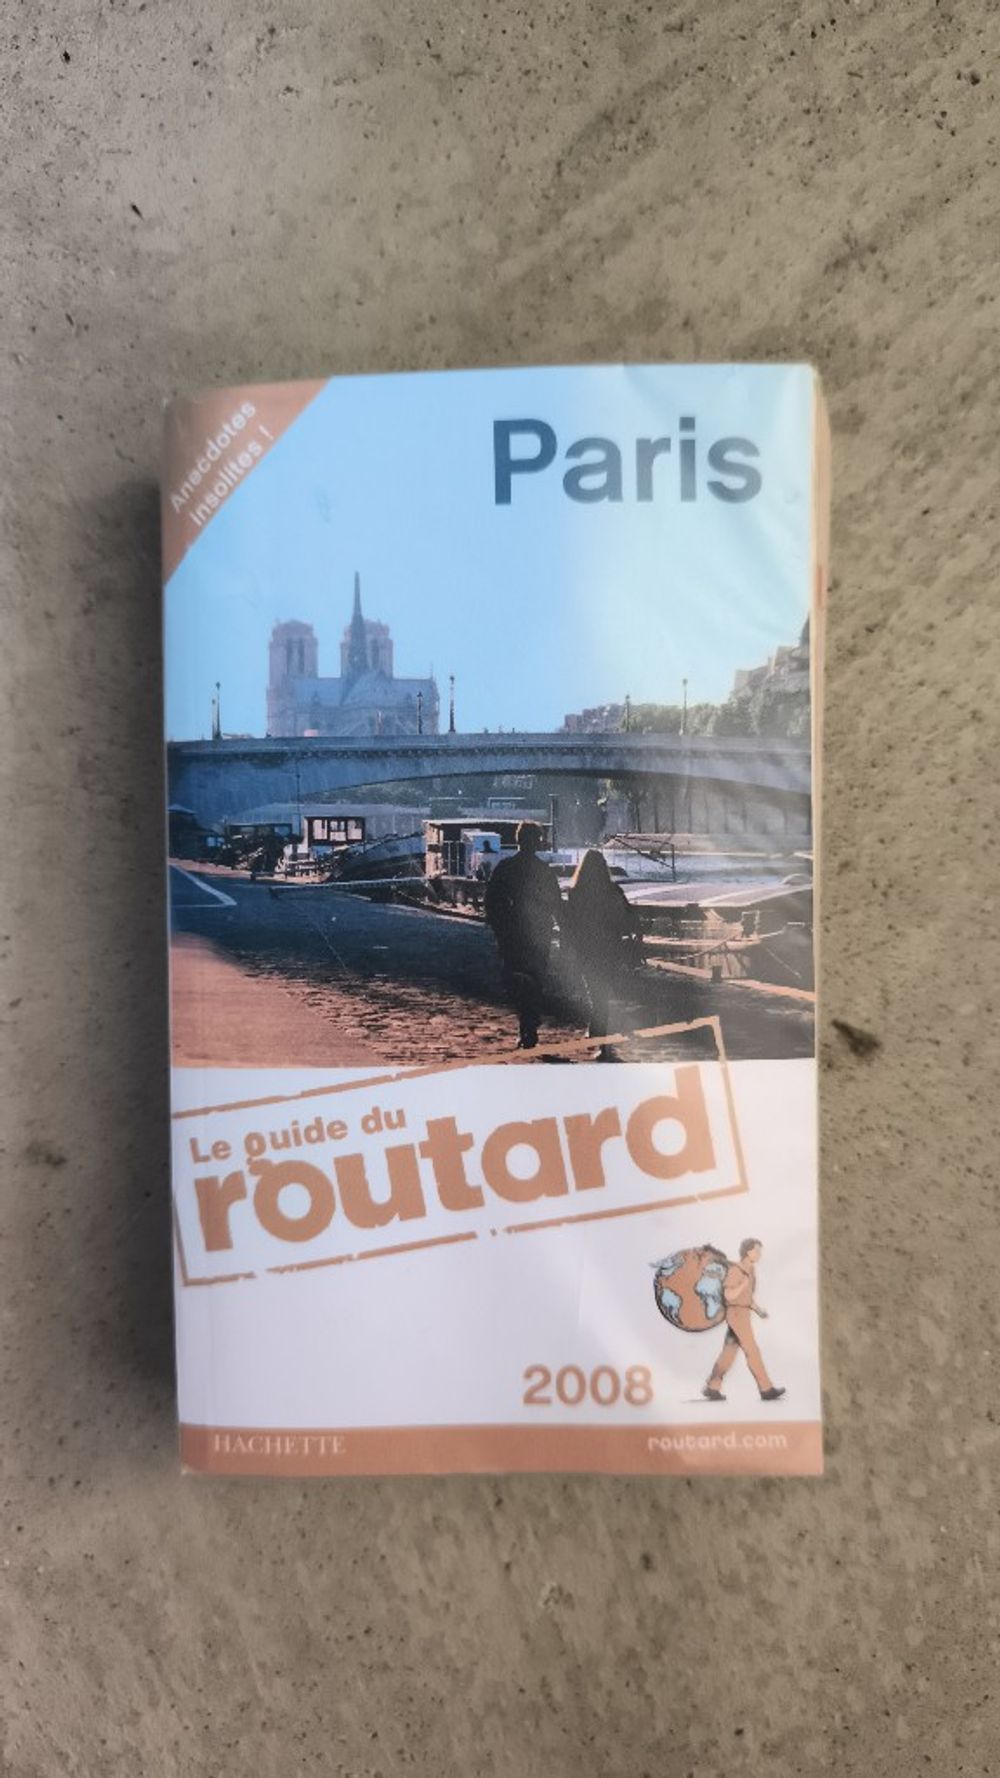 Anecdotes
insolites !
Paris
Le guide du
routard
2008
HACHETTE
routard.com